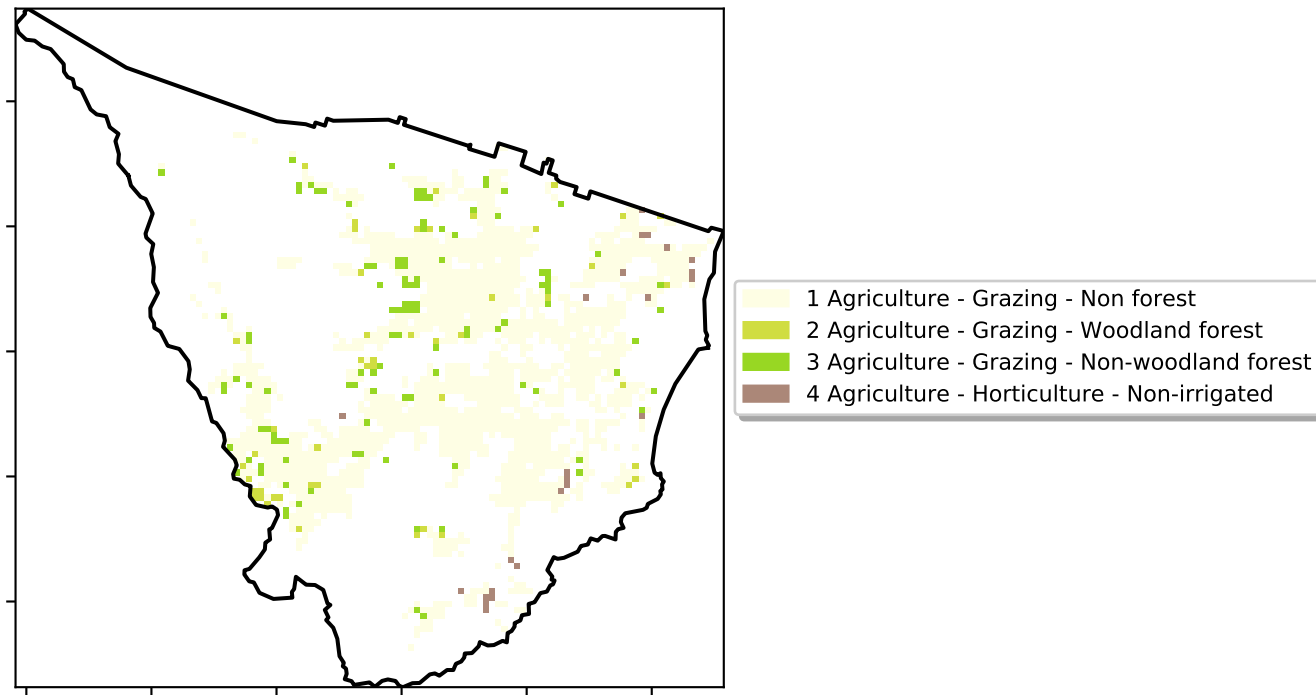 1 Agriculture - Grazing - Non forest
2 Agriculture - Grazing - Woodland forest
3 Agriculture - Grazing - Non-woodland forest
4 Agriculture - Horticulture - Non-irrigated